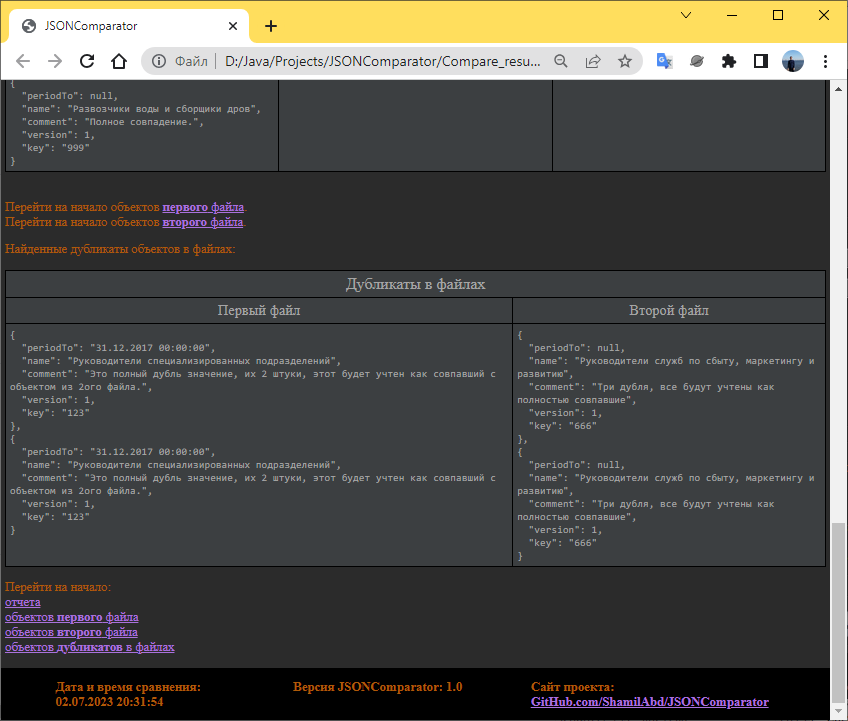 JSONComparator
Файл D:/Java/Projects/JSONComparator/Compare_resu...
{
"periodTo": null,
"name": "Развозчики воды и сборщики дров",
"comment": "Полное совпадение.",
"version": 1,
"key": "999"
}
Перейти на начало объектов первого файла.
Перейти на начало объектов второго файла.
Найденные дубликаты объектов в файлах:
Дубликаты в файлах
Первый файл
{
"periodTo": "31.12.2017 00:00:00",
"name": "Руководители специализированных подразделений",
"comment": "Это полный дубль значение, их 2 штуки, этот будет учтен как совпавший с
объектом из 2ого файла.",
"version": 1,
"key": "123"
},
{
"periodTo": "31.12.2017 00:00:00",
"name": "Руководители специализированных подразделений",
"comment": "Это полный дубль значение, их 2 штуки, этот будет учтен как совпавший с
объектом из 2ого файла.",
"version": 1,
"key": "123"
}
Второй файл
{
"periodTo": null,
"name": "Руководители служб по сбыту, маркетингу и
развитию",
"comment": "Три дубля, все будут учтены как
полностью совпавшие",
"version": 1,
"key": "666"
},
{
"periodTo": null,
"name": "Руководители служб по сбыту, маркетингу и
развитию",
"comment": "Три дубля, все будут учтены как
полностью совпавшие",
"version": 1,
"key": "666"
}
Перейти на начало:
отчета
объектов первого файла
объектов второго файла
объектов дубликатов в файлах
Дата и время сравнения:
02.07.2023 20:31:54
Версия JSONComparator: 1.0
Сайт проекта:
GitHub.com/ShamilAbd/JSONComparator